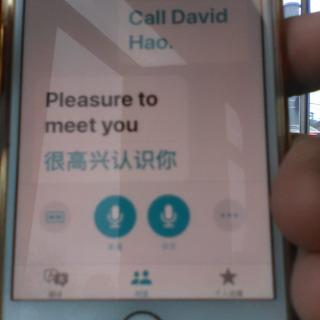 Call David
Hao.
Pleasure to
meet you
很高兴认识你